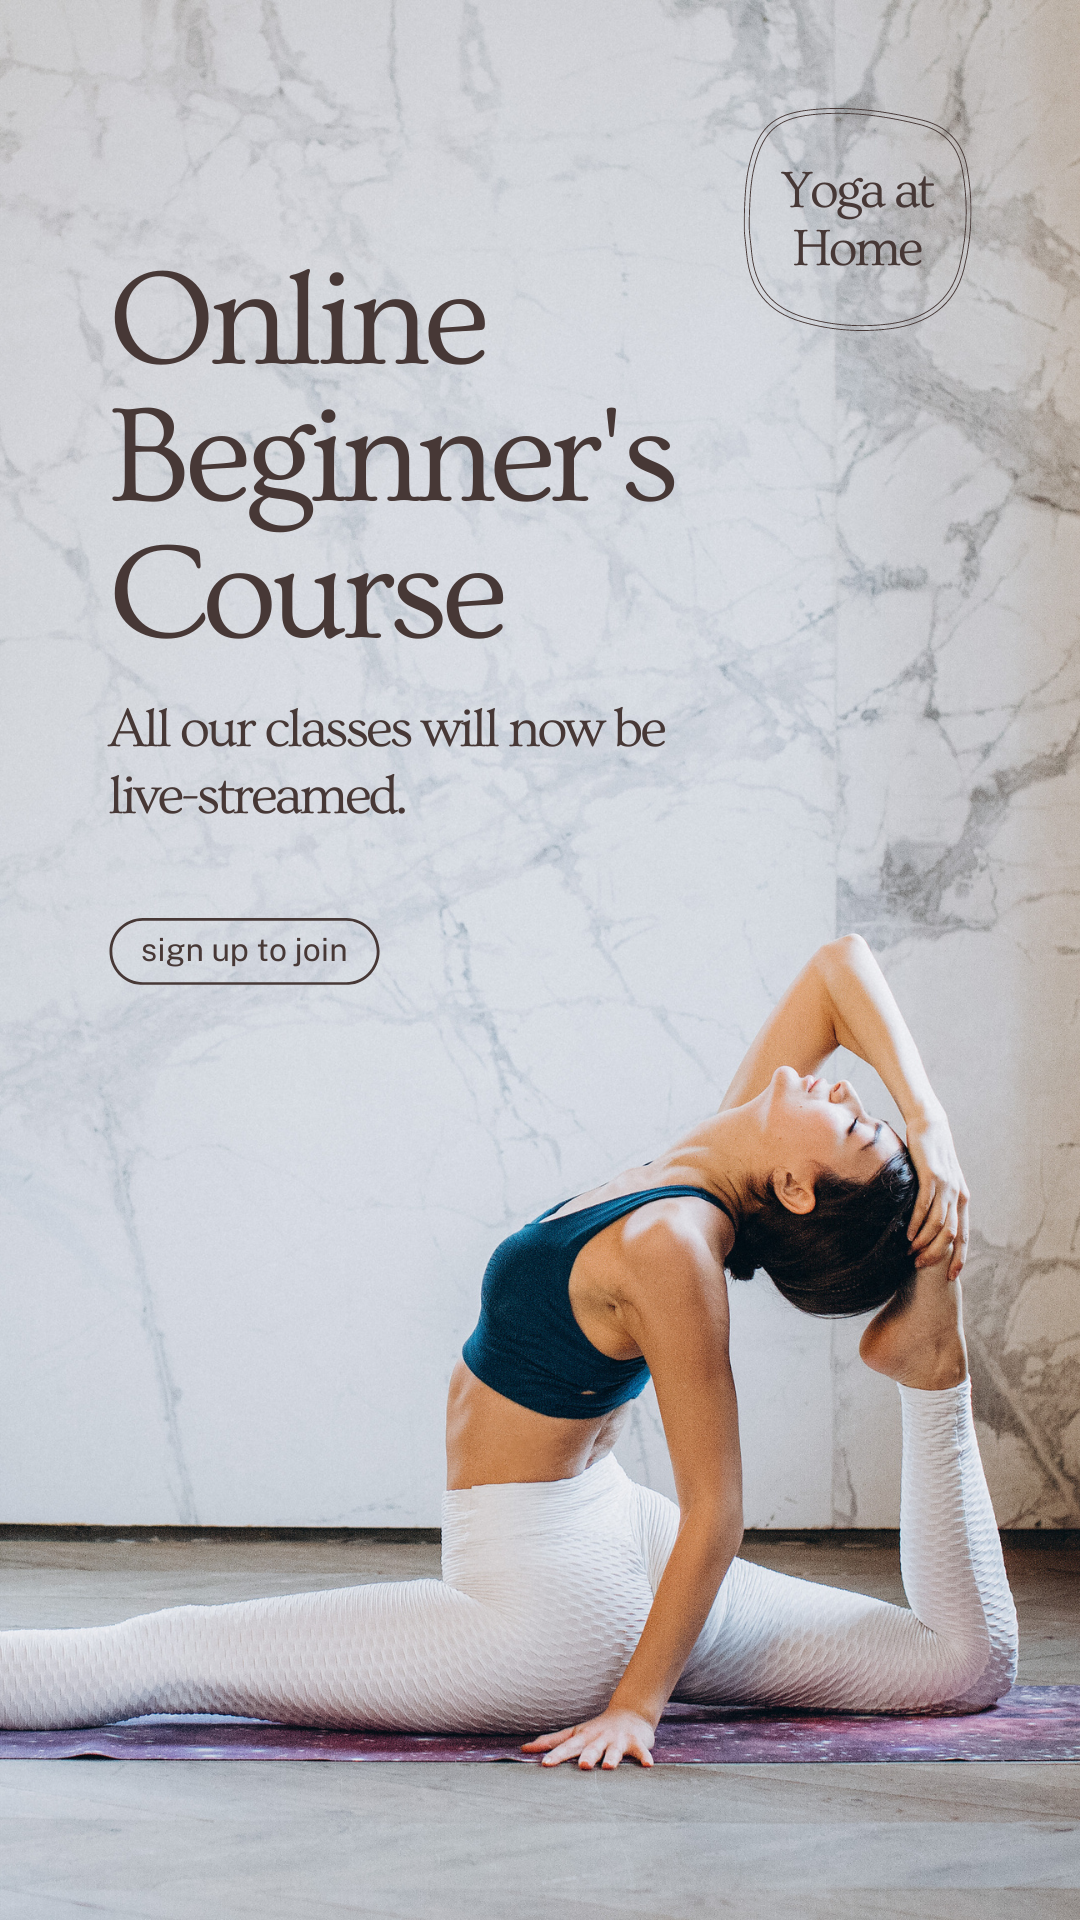 Yoga at
Home
Online
Beginner's
Course
All our classes will now be
live-streamed.
sign up to join